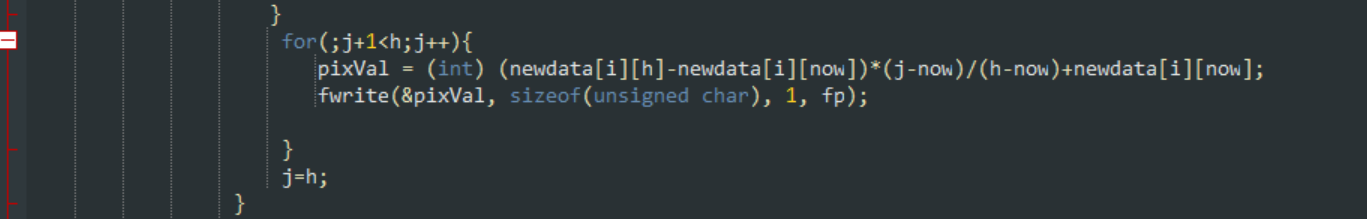 }
for(;j+1<h;j++){
pixVal = (int) (newdata[i][h]-newdata[i][now])*(j-now)/(h-now)+newdata[i][now];
fwrite(&pixVal, sizeof(unsigned char), 1, fp);
}
j=h;
}